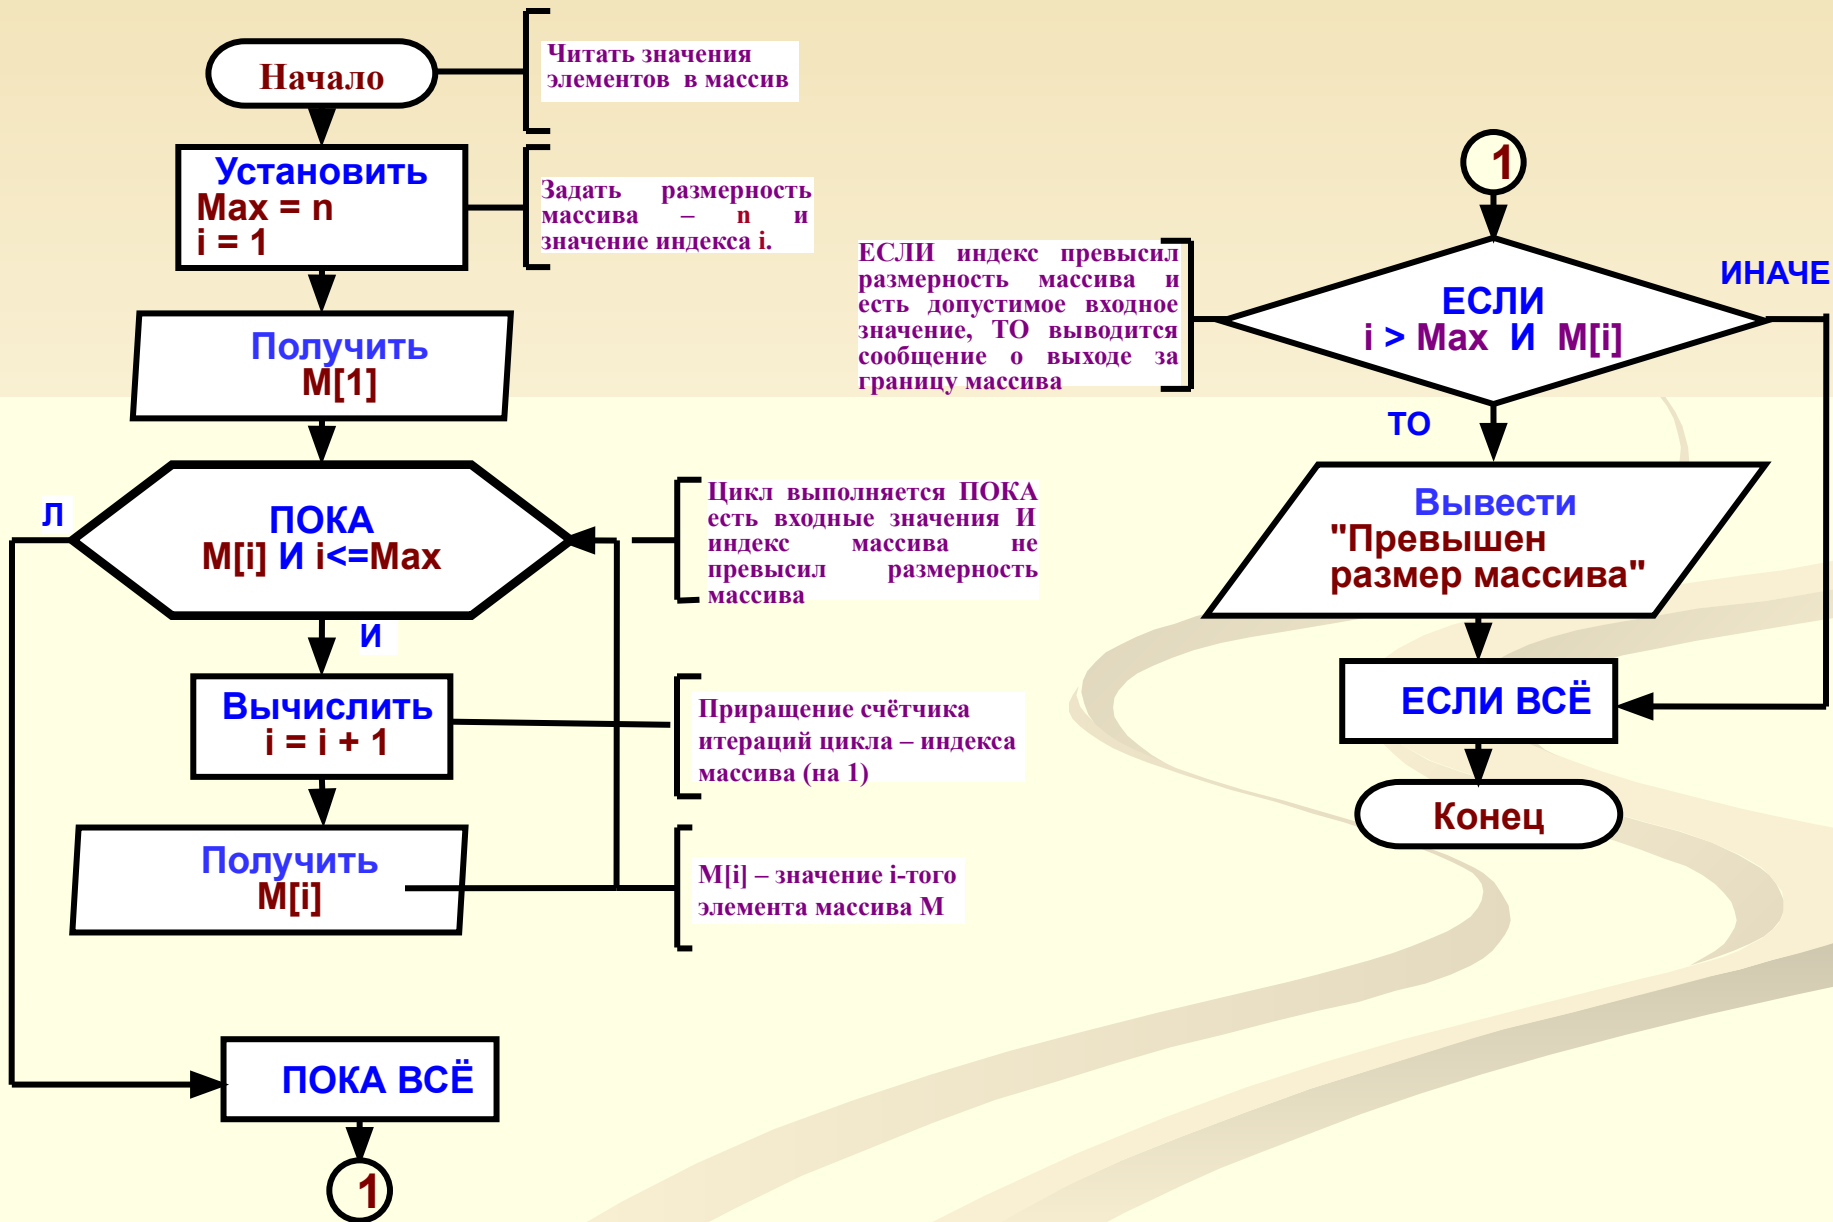 Начало
Читать значения
элементов в массив
Установить
Max = n
i = 1
Задать размерность
массива – n и
значение индекса i.
Получить
M[1]
ПОКА
M[i] И i<=Max
Л
И
Цикл выполняется ПОКА
есть входные значения И
индекс массива не
превысил размерность
массива
Вычислить
i = i + 1
Приращение счётчика
итераций цикла – индекса
массива (на 1)
Получить
M[i]
M[i] – значение i-того
элемента массива М
ПОКА ВСЁ
1
1
ЕСЛИ индекс превысил
размерность массива и
есть допустимое входное
значение, ТО выводится
сообщение о выходе за
границу массива
ЕСЛИ
i > Max И M[i]
ИНАЧЕ
ТО
Вывести
"Превышен
размер массива"
ЕСЛИ ВСЁ
Конец